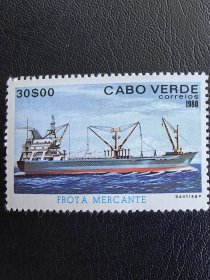 30$00 CABO VERDE
correios
1980
FROTA MERCANTE
Santiago